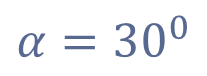 α = 30⁰